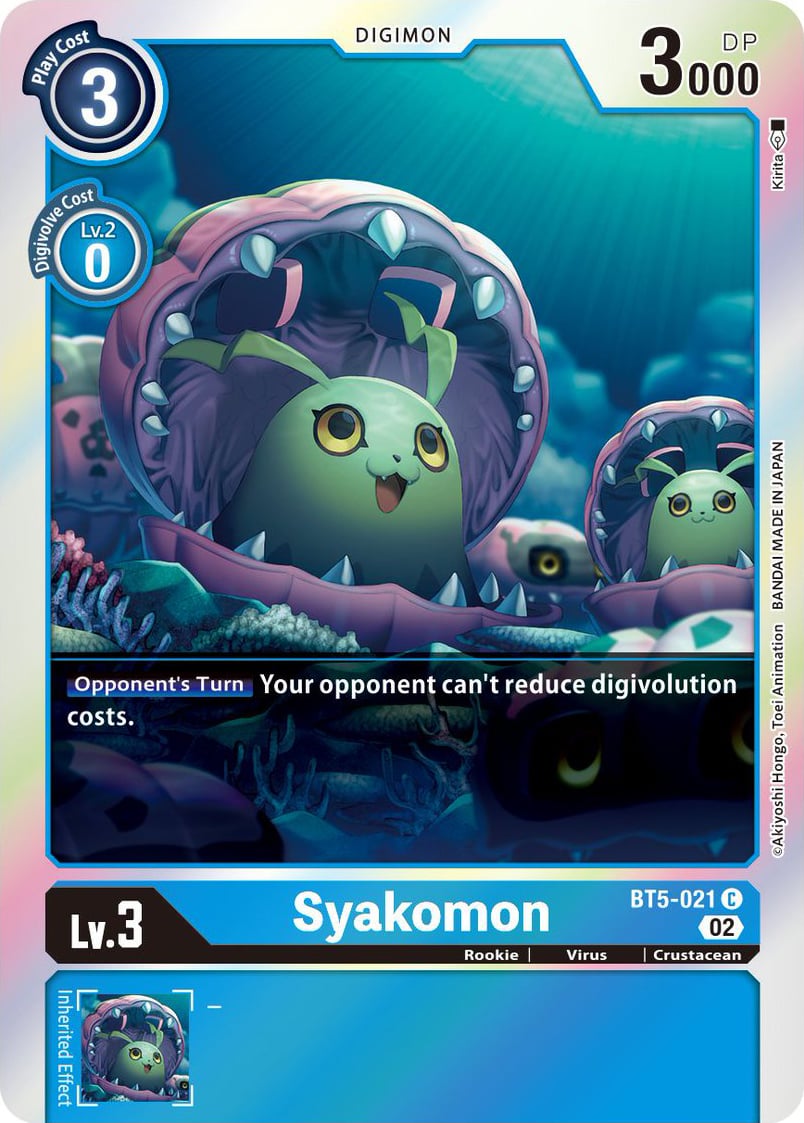 DIGIMON
Play Cost
3
3000
DP
Digivolve Cost
Lv.2
0
Kirita
Opponent's Turn Your opponent can't reduce digivolution
costs.
©Akiyoshi Hongo, Toei Animation BANDAI MADE IN JAPAN
Lv.3
Syakomon
BT5-021 C
02
Rookie | Virus | Crustacean
Inherited Effect
–